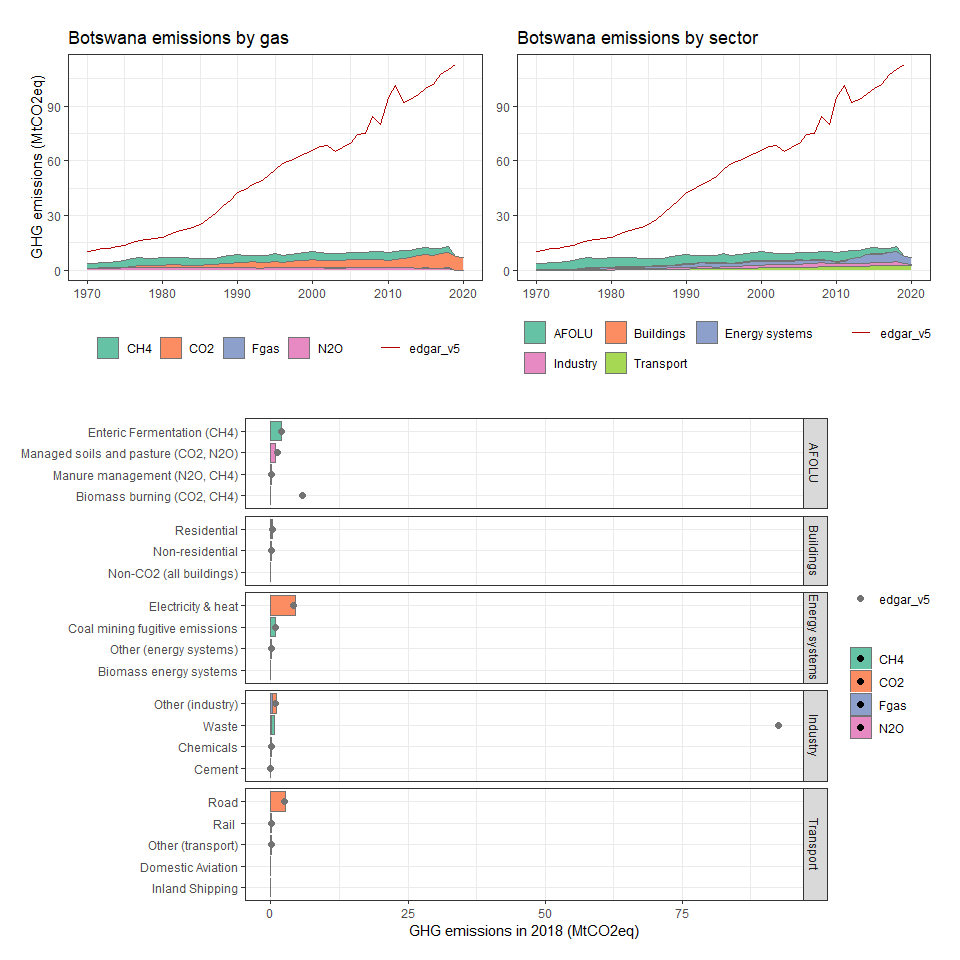 Botswana emissions by gas
GHG emissions (MtCO2eq)
90
60
30
0
1970 1980 1990 2000 2010 2020
CH4 CO2 Fgas N2O edgar_v5
Botswana emissions by sector
90
60
30
0
1970 1980 1990 2000 2010 2020
AFOLU Buildings Energy systems edgar_v5
Industry Transport
Enteric Fermentation (CH4)
Managed soils and pasture (CO2, N2O)
Manure management (N2O, CH4)
Biomass burning (CO2, CH4)
AFOLU
Residential
Non-residential
Non-CO2 (all buildings)
Buildings
Electricity & heat
Coal mining fugitive emissions
Other (energy systems)
Biomass energy systems
Energy systems
Other (industry)
Waste
Chemicals
Cement
Industry
Road
Rail
Other (transport)
Domestic Aviation
Inland Shipping
Transport
0 25 50 75
GHG emissions in 2018 (MtCO2eq)
edgar_v5
CH4
CO2
Fgas
N2O